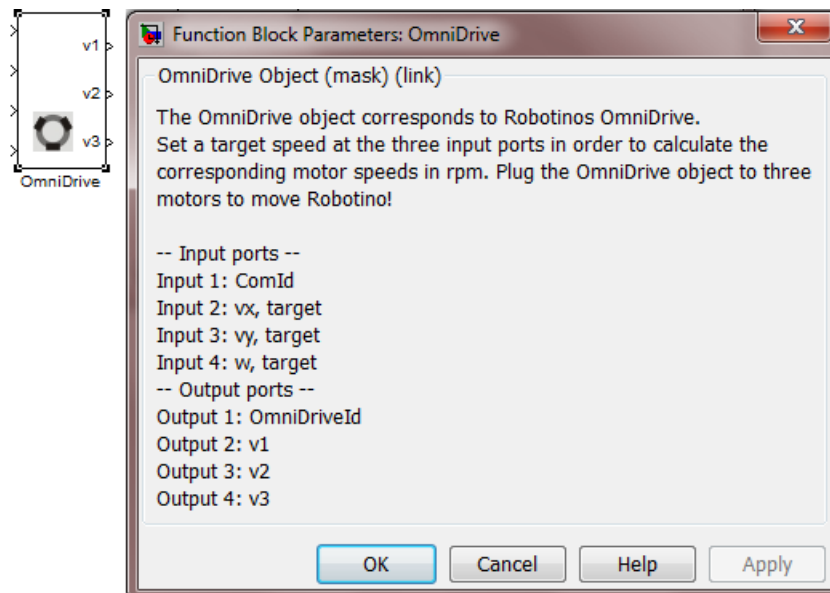 v1
v2
v3
OmniDrive
Function Block Parameters: OmniDrive
OmniDrive Object (mask) (link)
The OmniDrive object corresponds to Robotinos OmniDrive.
Set a target speed at the three input ports in order to calculate the
corresponding motor speeds in rpm. Plug the OmniDrive object to three
motors to move Robotino!
-- Input ports --
Input 1: ComId
Input 2: vx, target
Input 3: vy, target
Input 4: w, target
-- Output ports --
Output 1: OmniDriveId
Output 2: v1
Output 3: v2
Output 4: v3
OK Cancel Help Apply